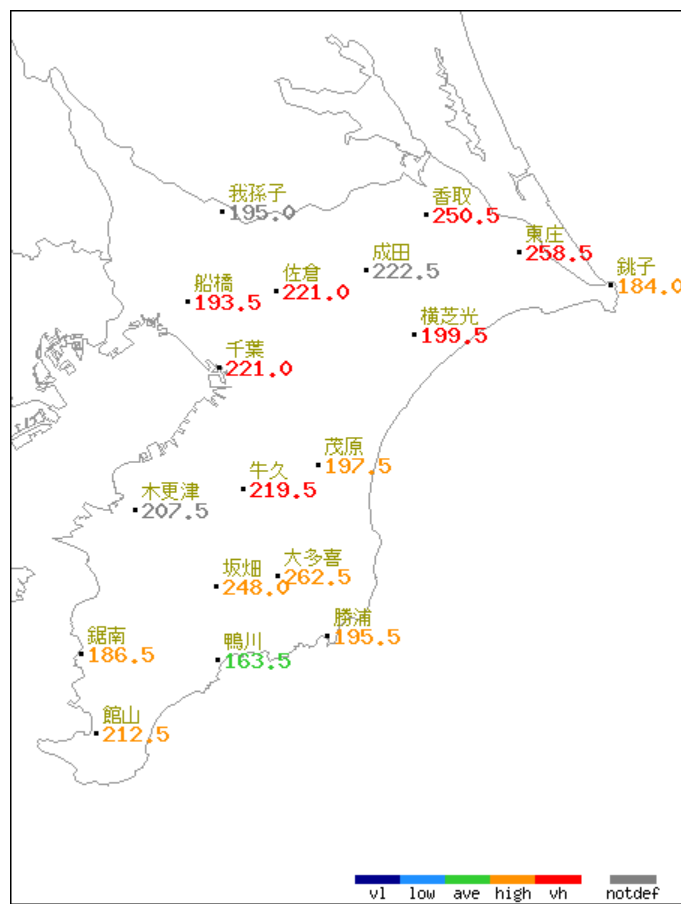 我孫子
195.0
香取
250.5
東庄
258.5
成田
222.5
銚子
184.0
船橋
193.5
佐倉
221.0
横芝光
199.5
千葉
221.0
茂原
197.5
牛久
219.5
木更津
207.5
坂畑
248.0
大多喜
262.5
勝浦
195.5
鋸南
186.5
鴨川
163.5
館山
212.5
vl low ave high vh notdef